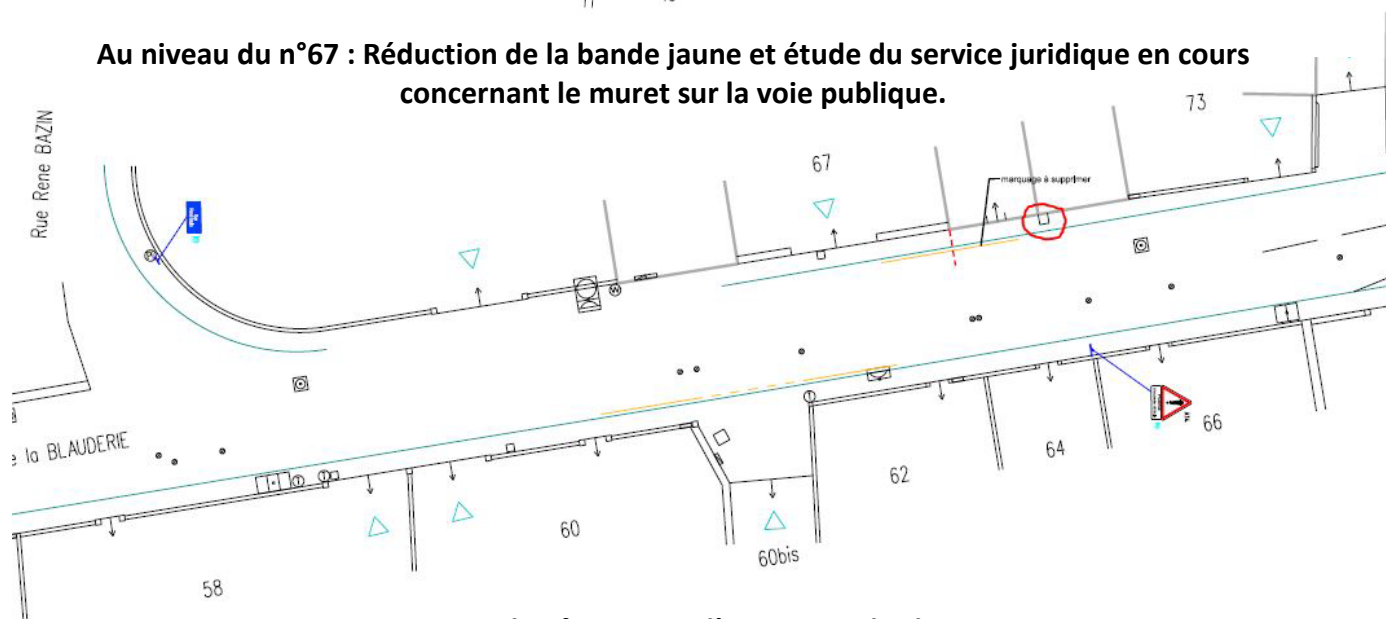 Au niveau du n°67 : Réduction de la bande jaune et étude du service juridique en cours
concernant le muret sur la voie publique.
Rue Rene BAZIN
67
73
marquage à supprimer
la BLAUDERIE
58
60
60bis
62
64
66